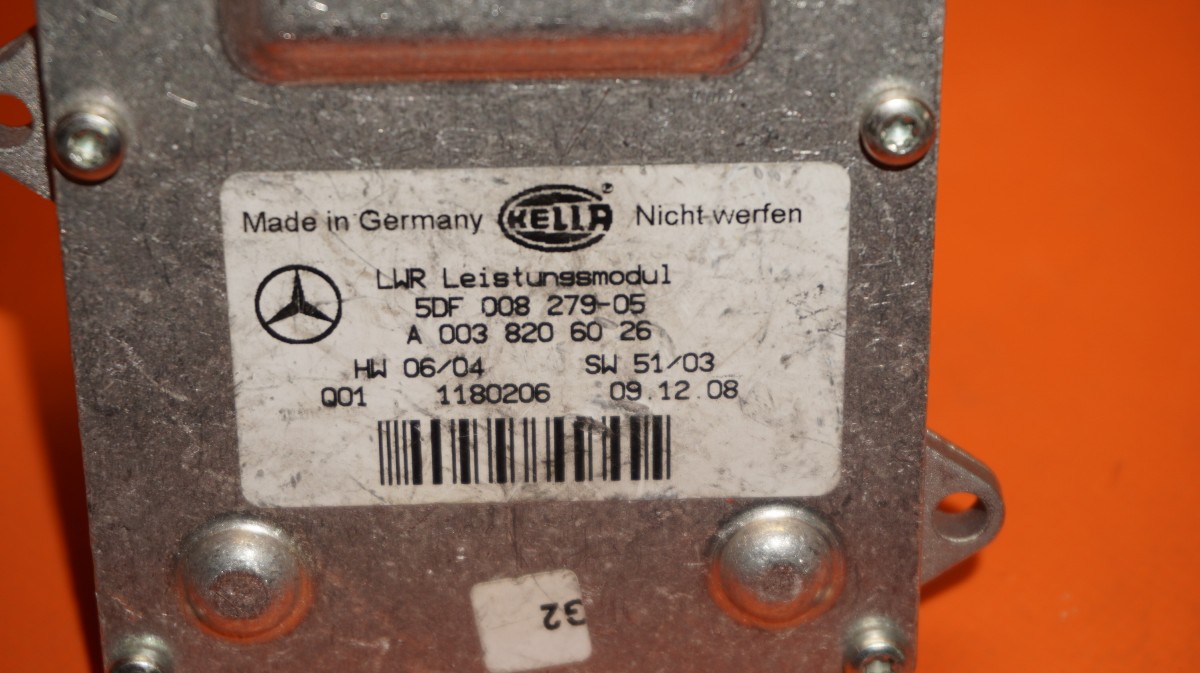 Made in Germany HELLA® Nicht werfen
LWR Leistungsmodul
5DF 008 279-05
A 003 820 60 26
HW 06/04 SW 51/03
Q01 1180206 09.12.08
G2